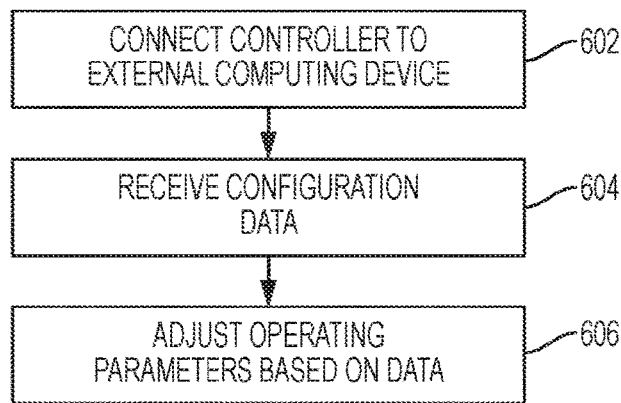 CONNECT CONTROLLER TO
EXTERNAL COMPUTING DEVICE
602
RECEIVE CONFIGURATION
DATA
604
ADJUST OPERATING
PARAMETERS BASED ON DATA
606